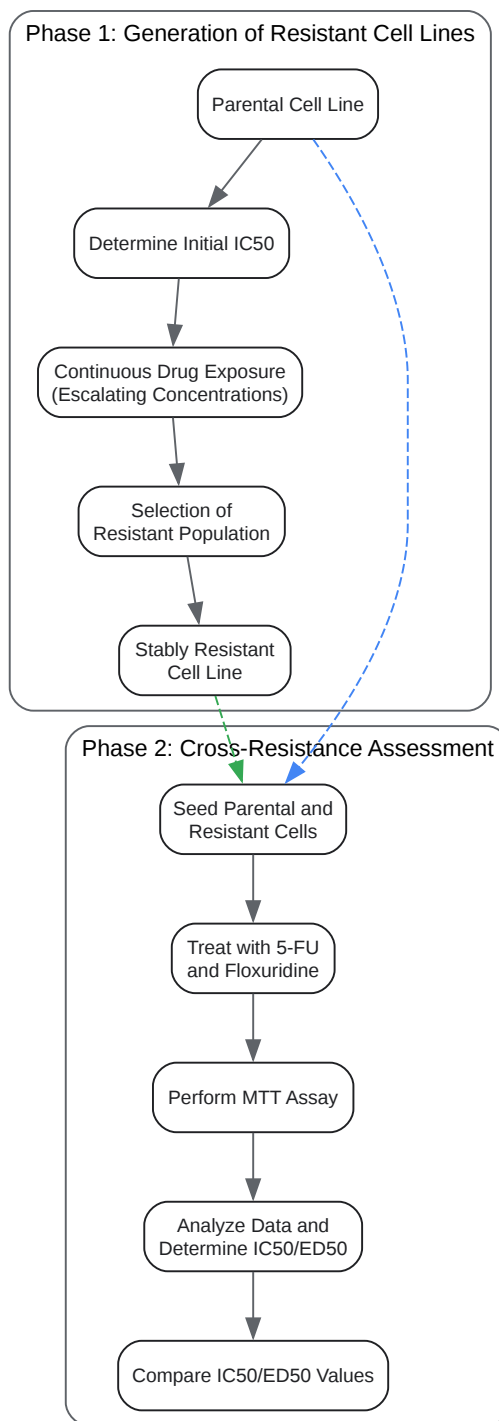 Phase 1: Generation of Resistant Cell Lines
Parental Cell Line
Determine Initial IC50
Continuous Drug Exposure
(Escalating Concentrations)
Selection of
Resistant Population
Stably Resistant
Cell Line
Phase 2: Cross-Resistance Assessment
Seed Parental and
Resistant Cells
Treat with 5-FU
and Floxuridine
Perform MTT Assay
Analyze Data and
Determine IC50/ED50
Compare IC50/ED50 Values